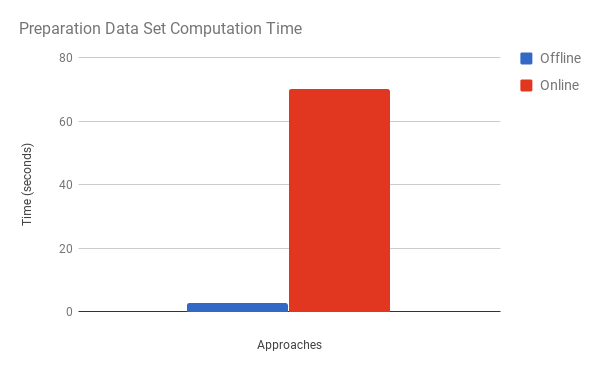 Preparation Data Set Computation Time
Offline
Online
80
60
40
20
0
Time (seconds)
Approaches